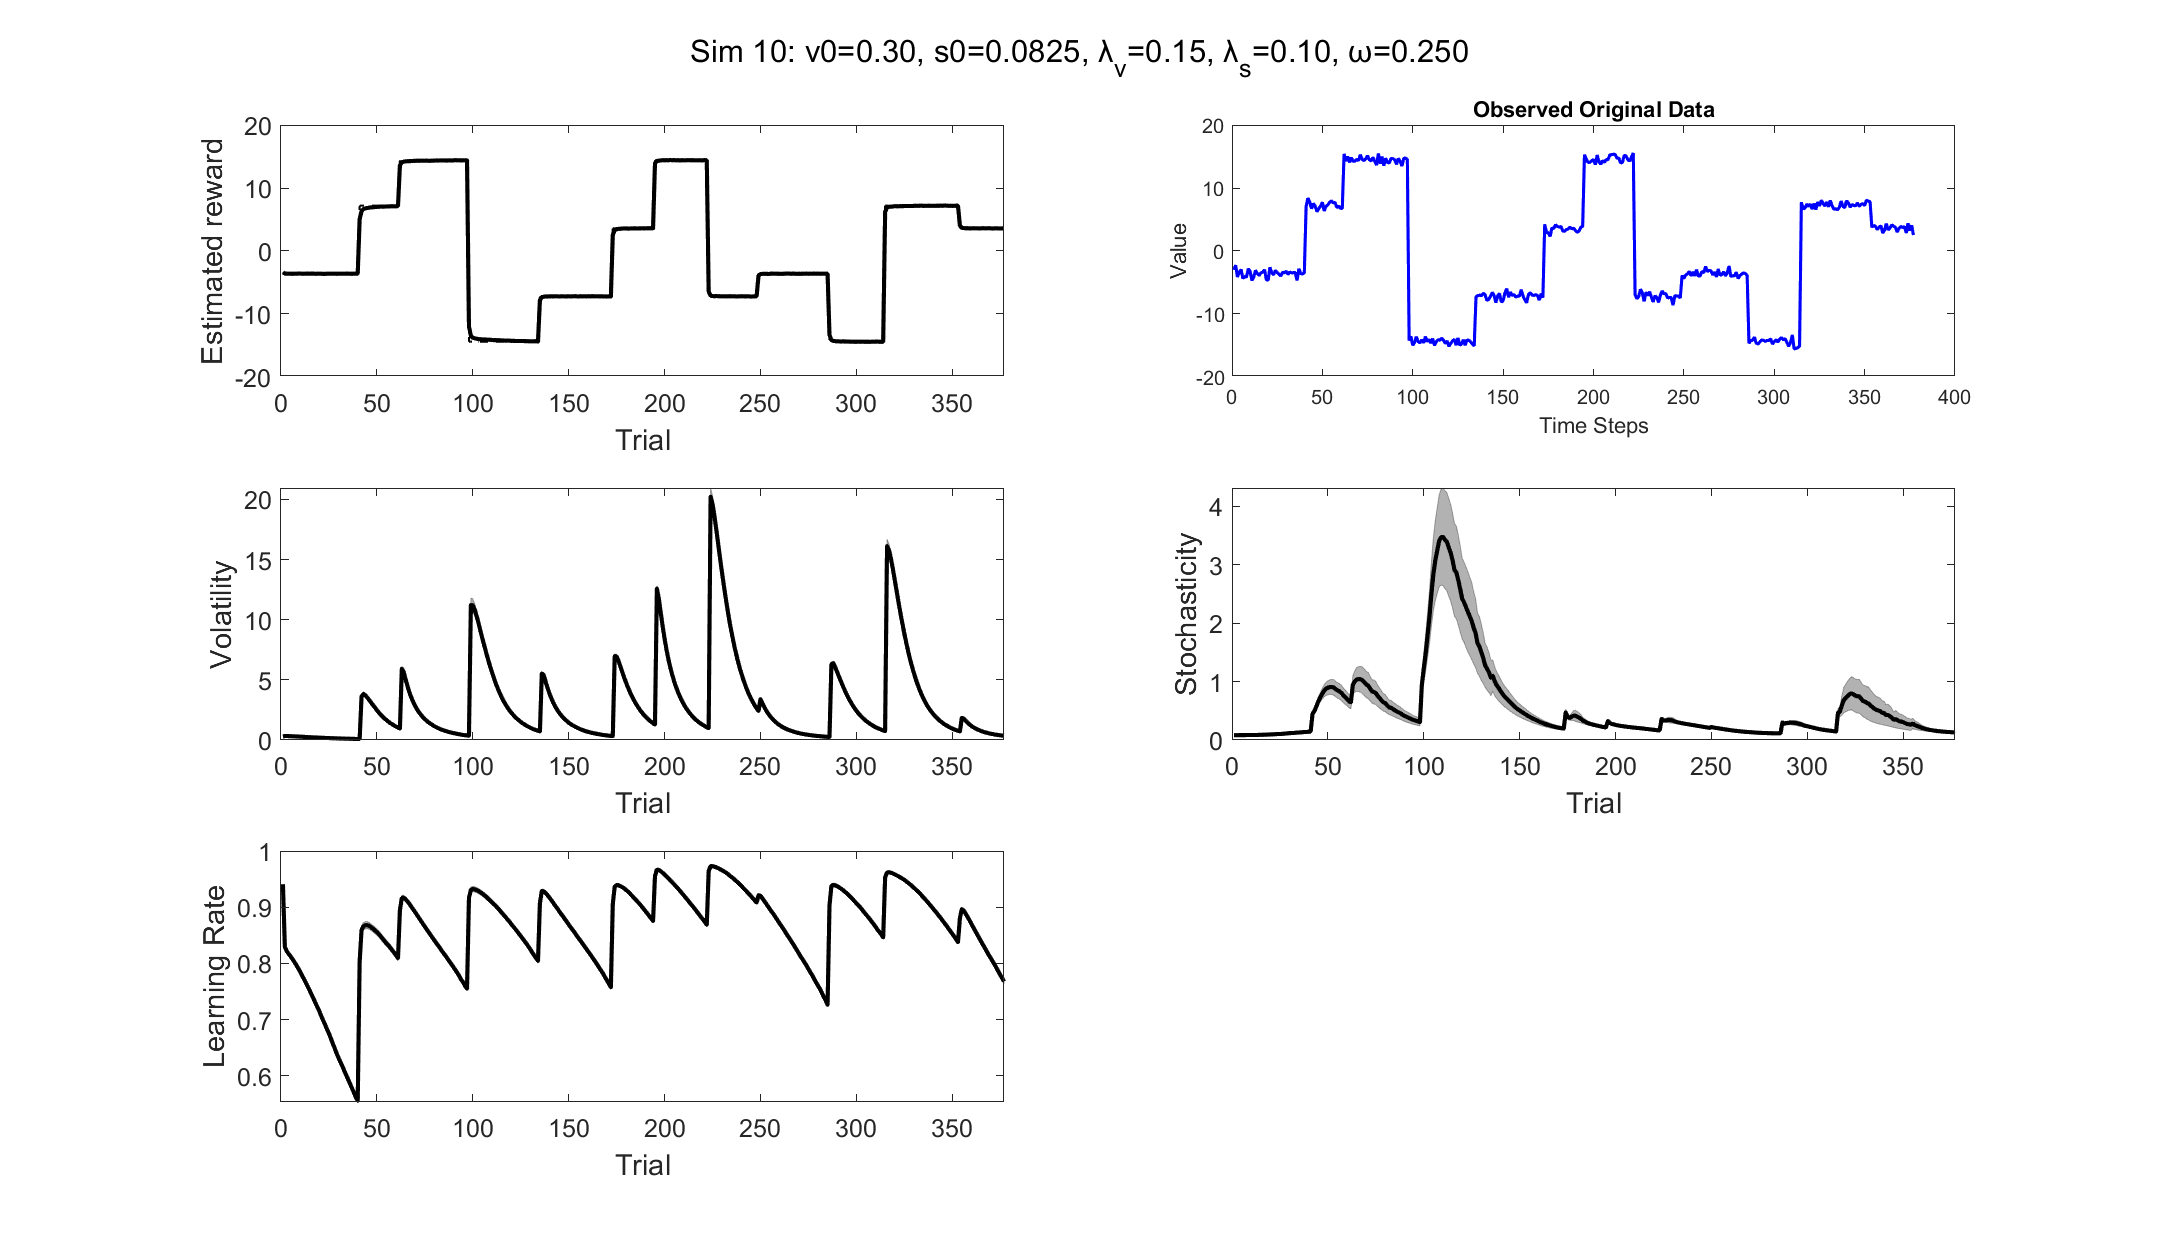 Sim 10: v0=0.30, s0=0.0825, λv=0.15, λs=0.10, ω=0.250
20
10
0
-10
-20
Estimated reward
0 50 100 150 200 250 300 350
Trial
Observed Original Data
20
10
0
-10
-20
Value
0 50 100 150 200 250 300 350 400
Time Steps
20
15
10
5
0
Volatility
0 50 100 150 200 250 300 350
Trial
4
3
2
1
0
Stochasticity
0 50 100 150 200 250 300 350
Trial
1
0.9
0.8
0.7
0.6
Learning Rate
0 50 100 150 200 250 300 350
Trial